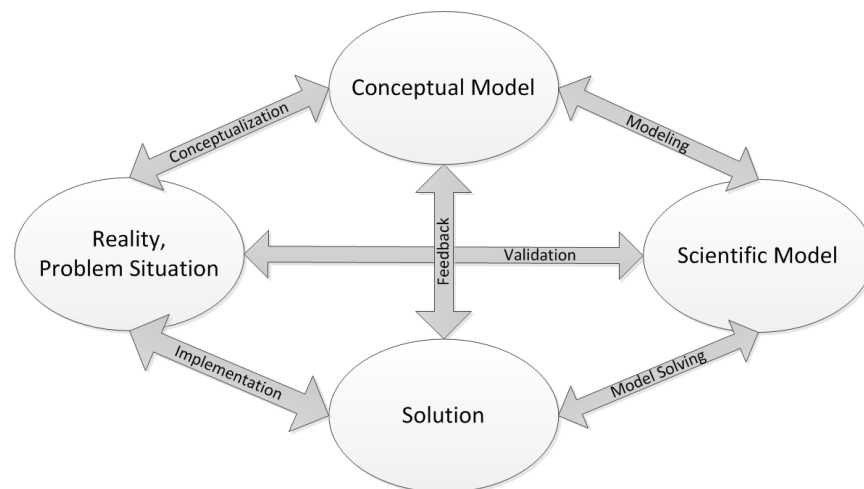 Conceptual Model
Conceptualization
Modeling
Reality,
Problem Situation
Feedback
Validation
Scientific Model
Implementation
Model Solving
Solution